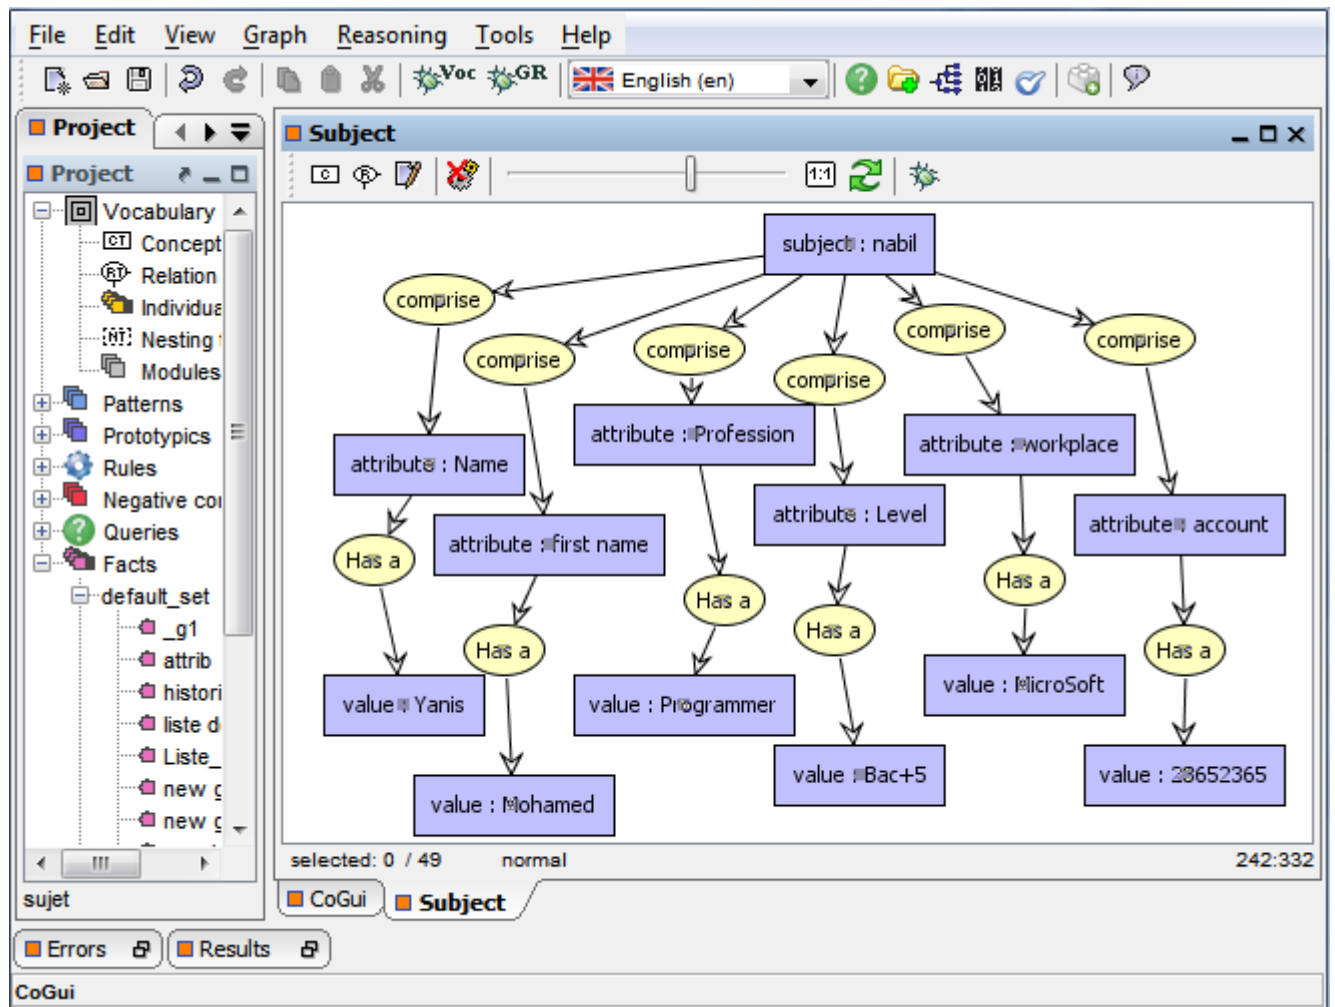 File Edit View Graph Reasoning Tools Help
Voc GR English (en)
Project
Project
Vocabulary
Concept
Relation
Individua
Nesting
Modules
Patterns
Prototypics
Rules
Negative co
Queries
Facts
default_set
_g1
attrib
histori
liste d
Liste_
new g
new g
sujet
Subject
C R 1:1
subject : nabil
comprise
comprise
comprise
comprise
comprise
comprise
attribute : Name
attribute : first name
attribute : Profession
attribute : Level
attribute : workplace
attribute : account
Has a
Has a
Has a
Has a
Has a
Has a
value : Yanis
value : Mohamed
value : Programmer
value : Bac+5
value : MicroSoft
value : 28652365
selected: 0 / 49 normal 242:332
CoGui Subject
Errors Results
CoGui